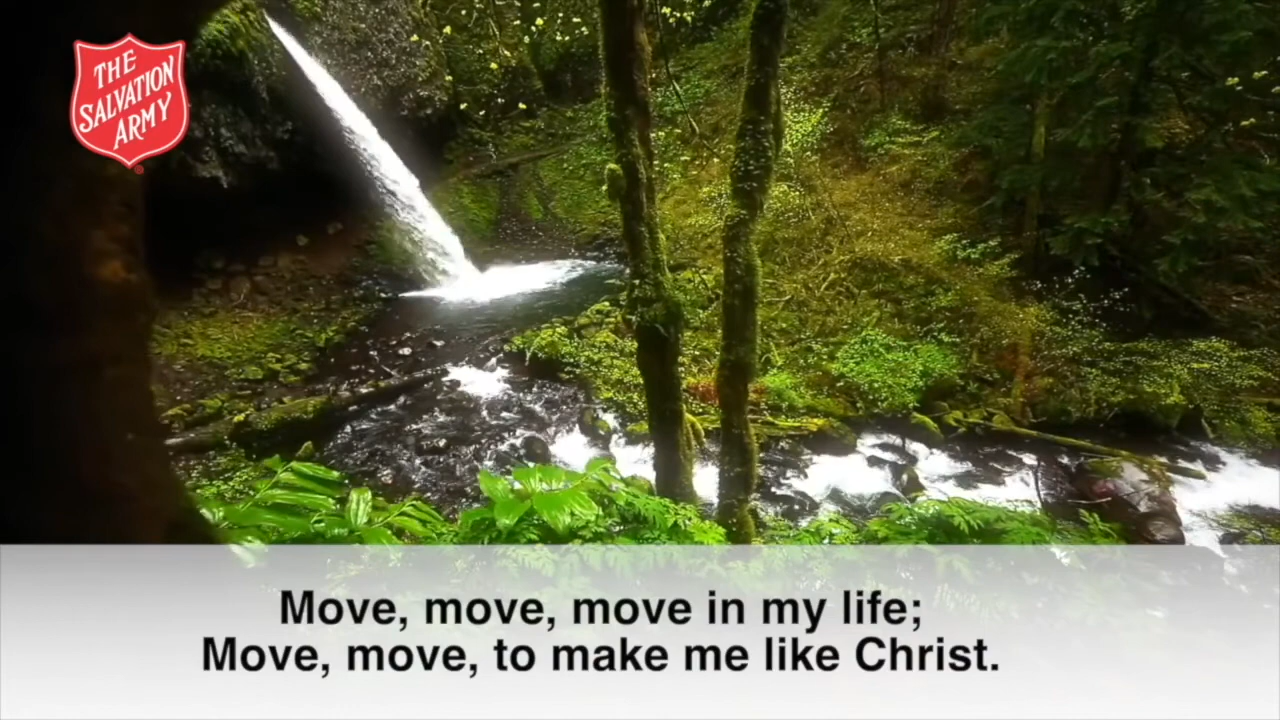 THE
SALVATION
ARMY
Move, move, move in my life;
Move, move, to make me like Christ.